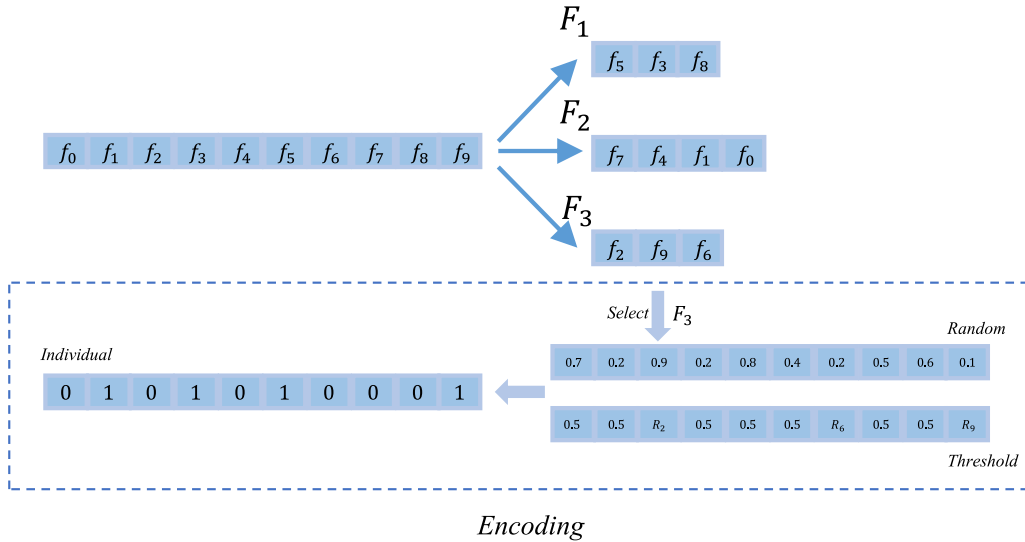 F₁
f₅ f₃ f₈
F₂
f₀ f₁ f₂ f₃ f₄ f₅ f₆ f₇ f₈ f₉
f₇ f₄ f₁ f₀
F₃
f₂ f₉ f₆
Select F₃
Random
Individual
0.7 0.2 0.9 0.2 0.8 0.4 0.2 0.5 0.6 0.1
0 1 0 1 0 1 0 0 0 1
0.5 0.5 R₂ 0.5 0.5 0.5 R₆ 0.5 0.5 R₉
Threshold
Encoding